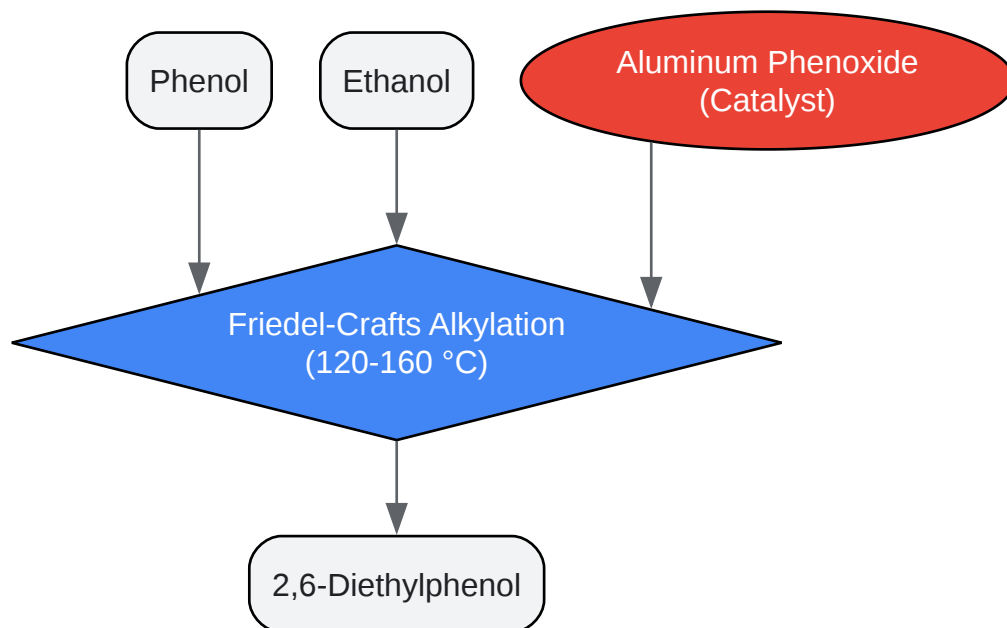 Phenol
Ethanol
Aluminum Phenoxide
(Catalyst)
Friedel-Crafts Alkylation
(120-160 °C)
2,6-Diethylphenol